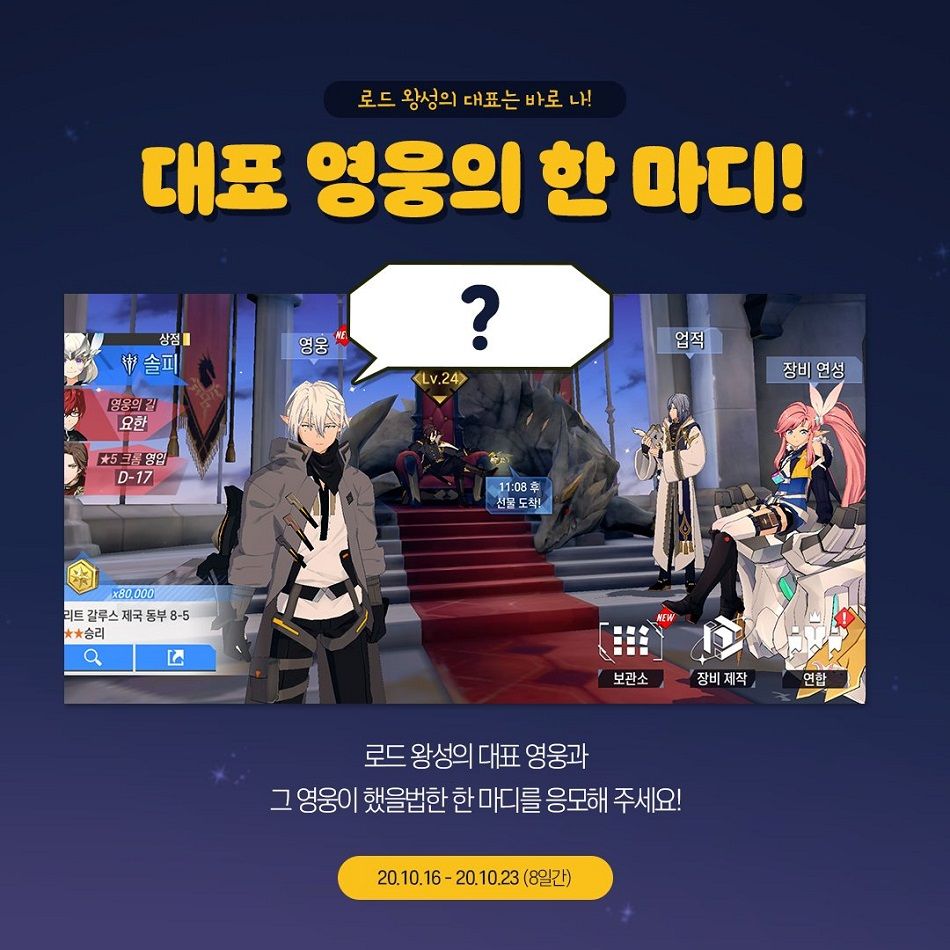 로드 왕성의 대표는 바로 나!
대표 영웅의 한 마디!
?
상점
솔피
영웅의 길
요한
★5 크롬 영입
D-17
영웅
NEW
Lv.24
11:08 후
선물 도착!
업적
장비 연성
x80,000
리트 갈루스 제국 동부 8-5
★★승리
NEW
보관소
장비 제작
!
연합
로드 왕성의 대표 영웅과
그 영웅이 했을법한 한 마디를 응모해 주세요!
20.10.16 - 20.10.23 (8일간)